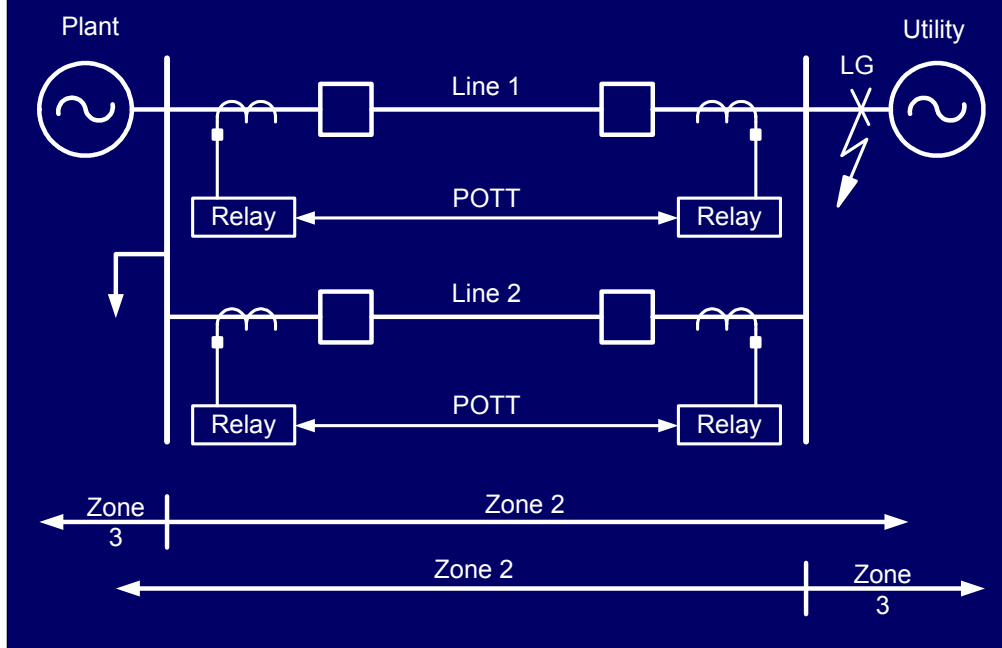 Plant
Utility
LG
Line 1
Relay
POTT
Relay
Line 2
Relay
POTT
Relay
Zone
3
Zone 2
Zone 2
Zone
3